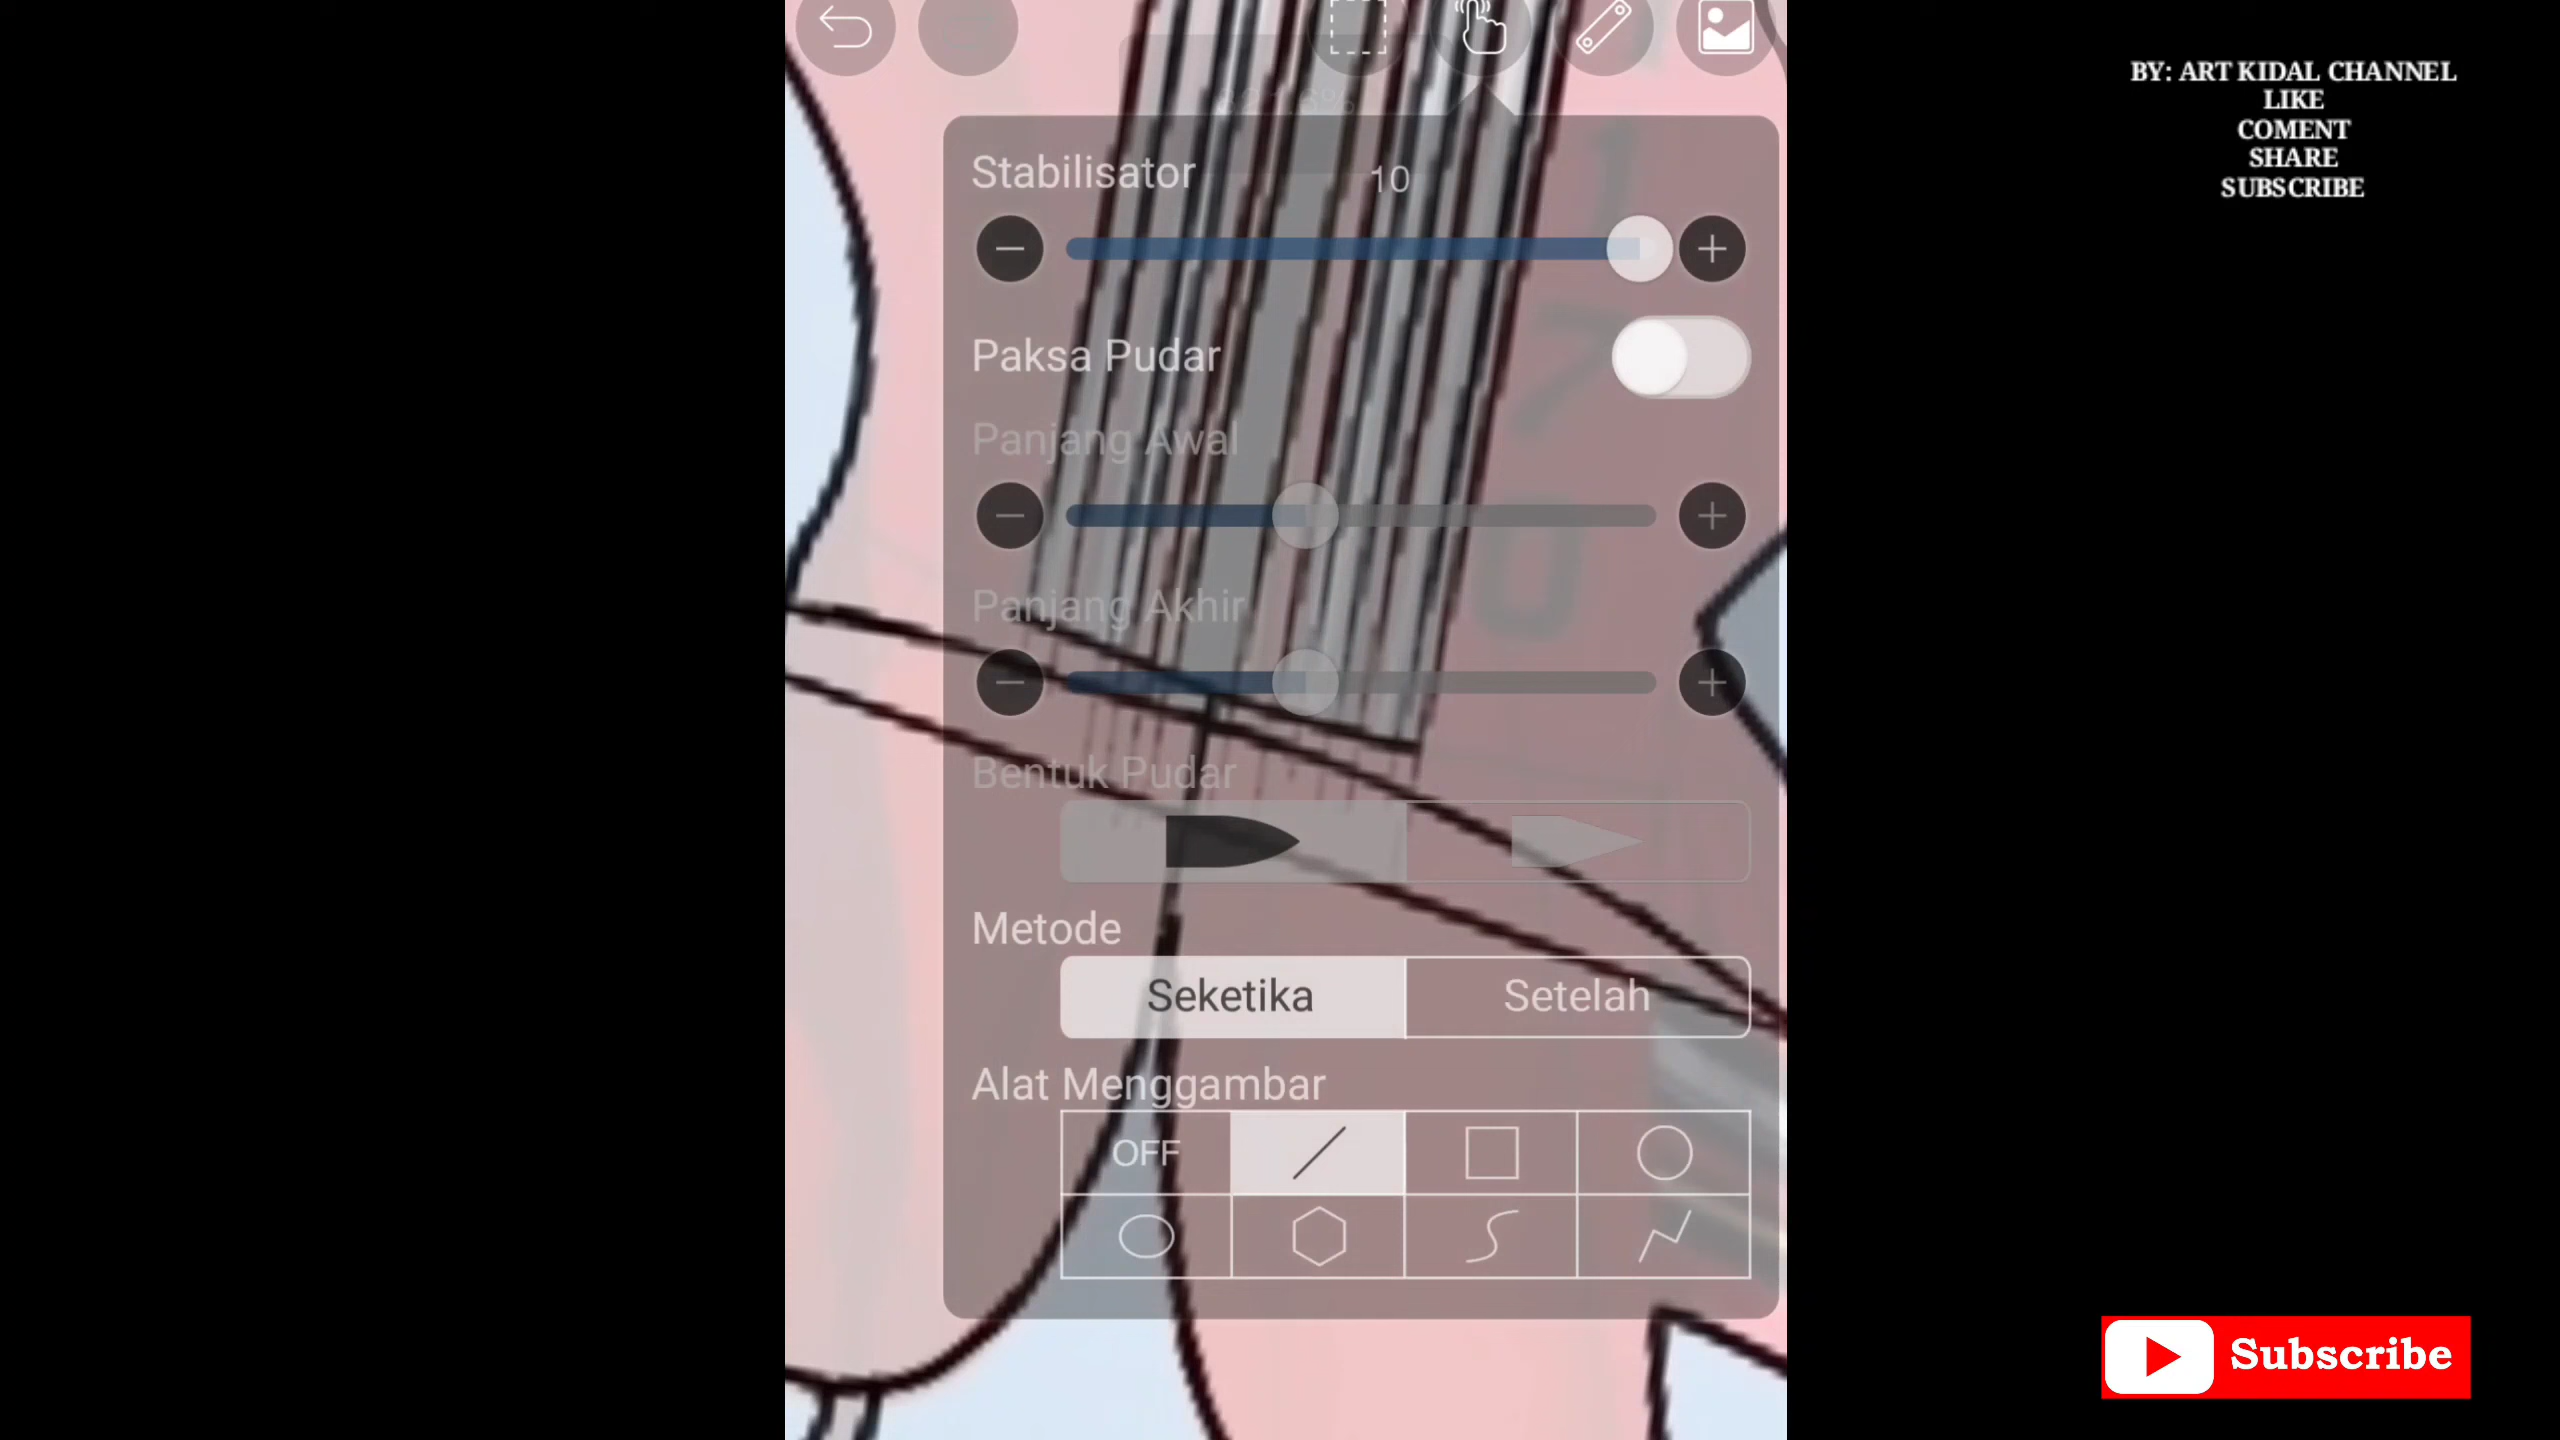 BY: ART KIDAL CHANNEL
LIKE
COMENT
SHARE
SUBSCRIBE
Stabilisator 10
Paksa Pudar
Panjang Awal
Panjang Akhir
Bentuk Pudar
Metode
Seketika Setelah
Alat Menggambar
OFF
Subscribe